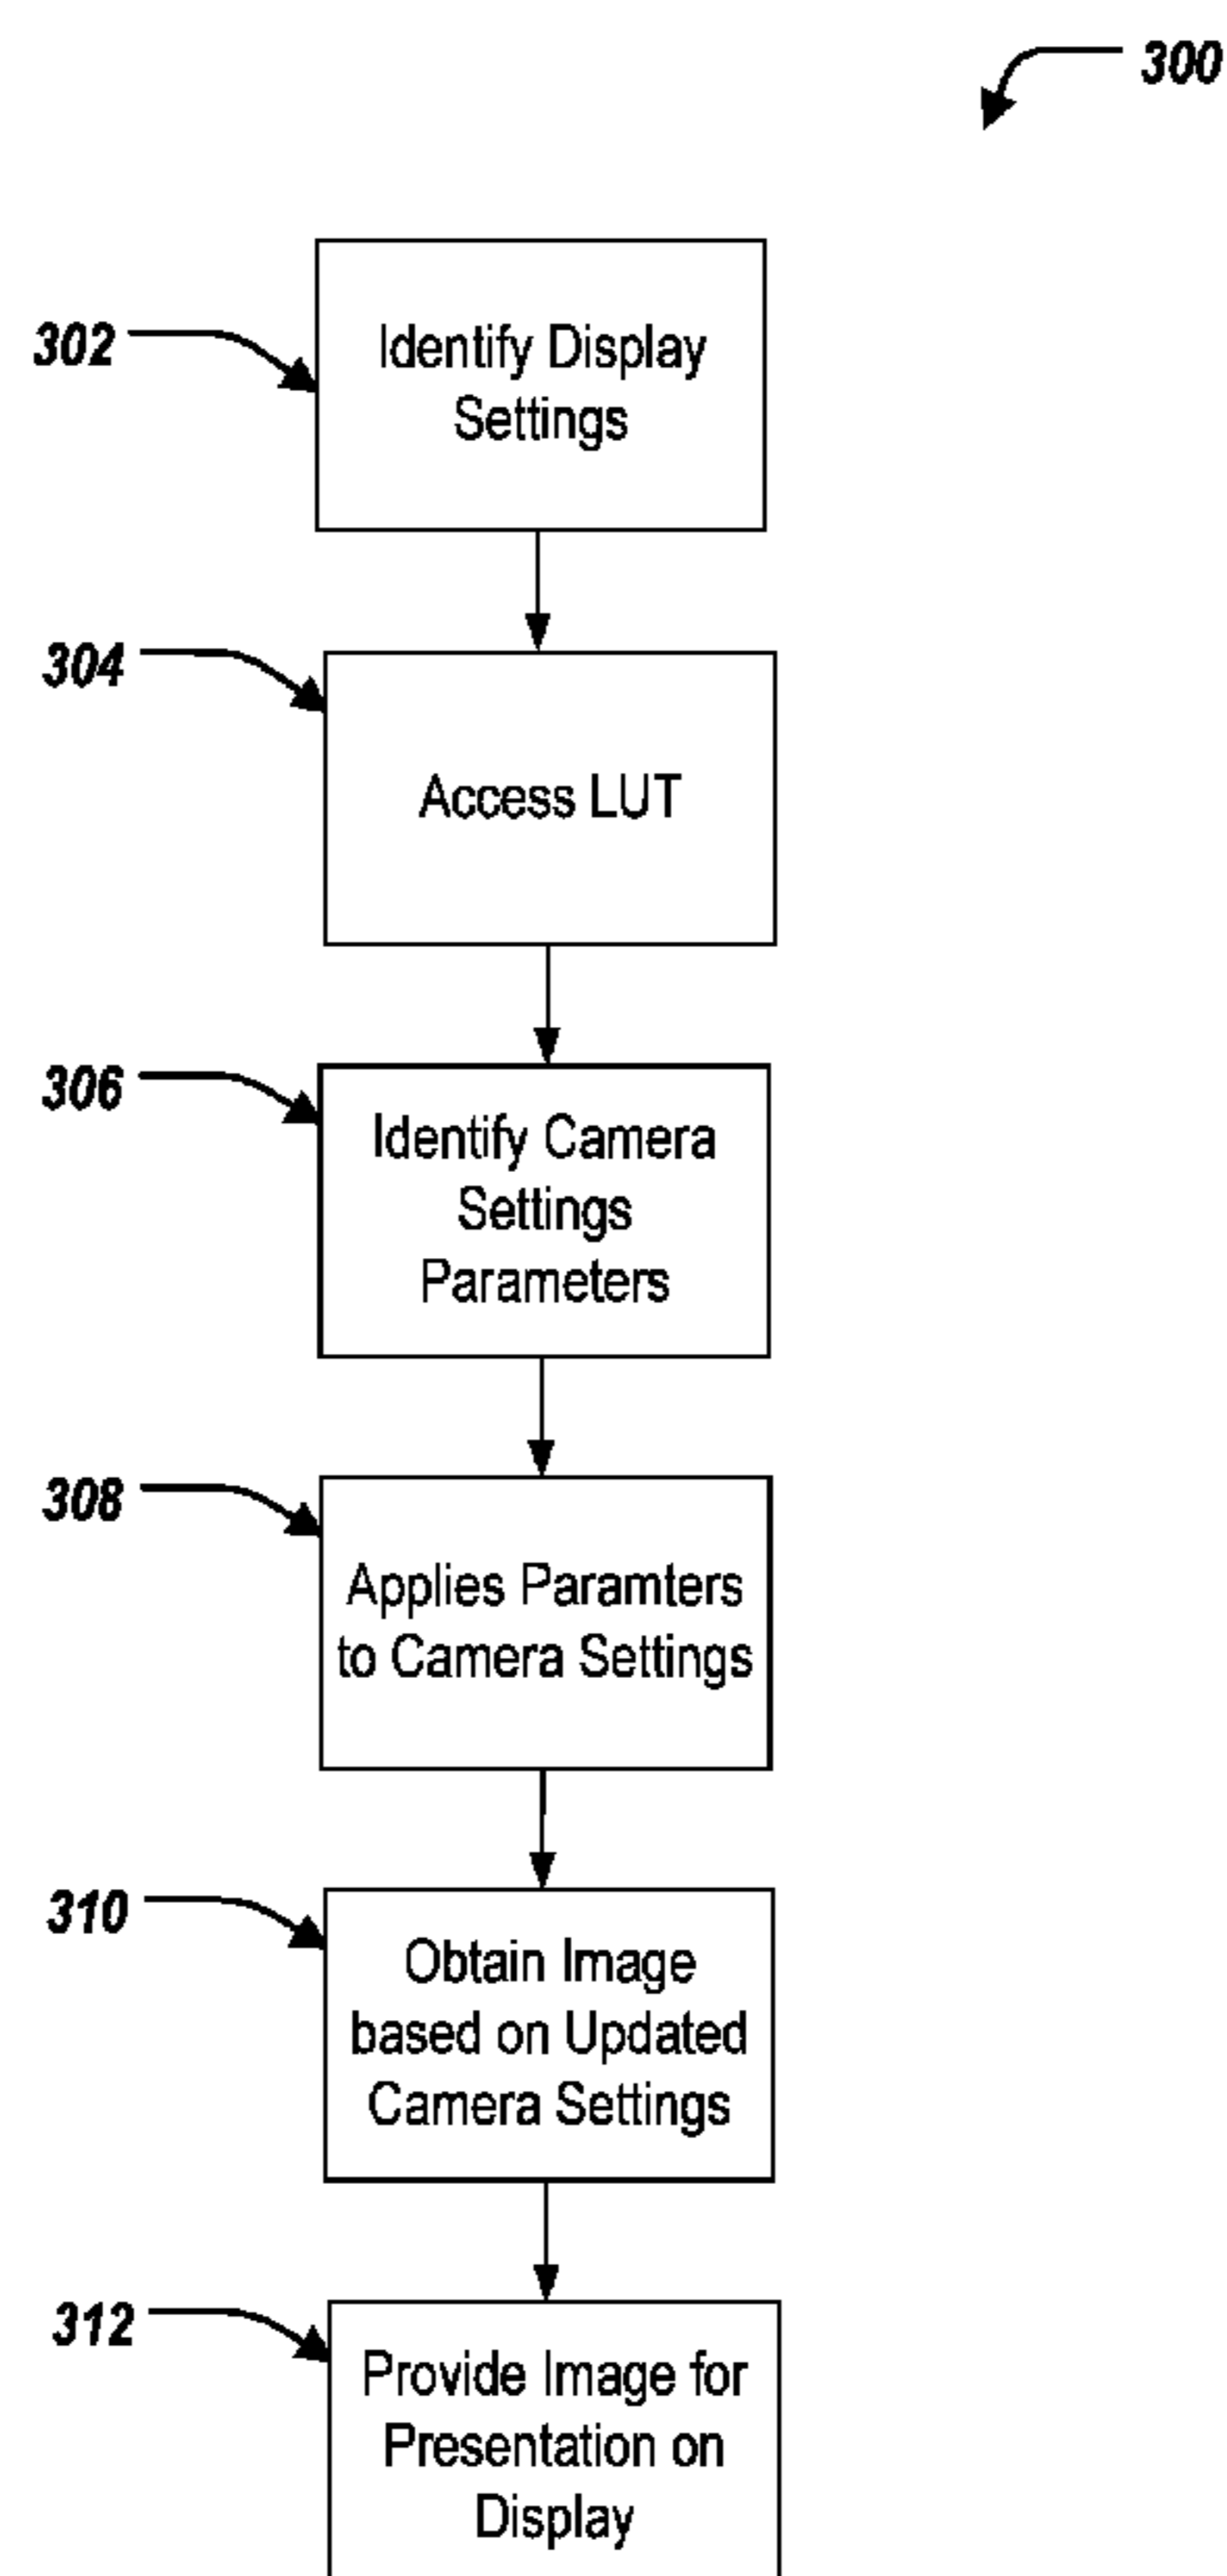 300
302
Identify Display
Settings
304
Access LUT
306
Identify Camera
Settings
Parameters
308
Applies Paramters
to Camera Settings
310
Obtain Image
based on Updated
Camera Settings
312
Provide Image for
Presentation on
Display